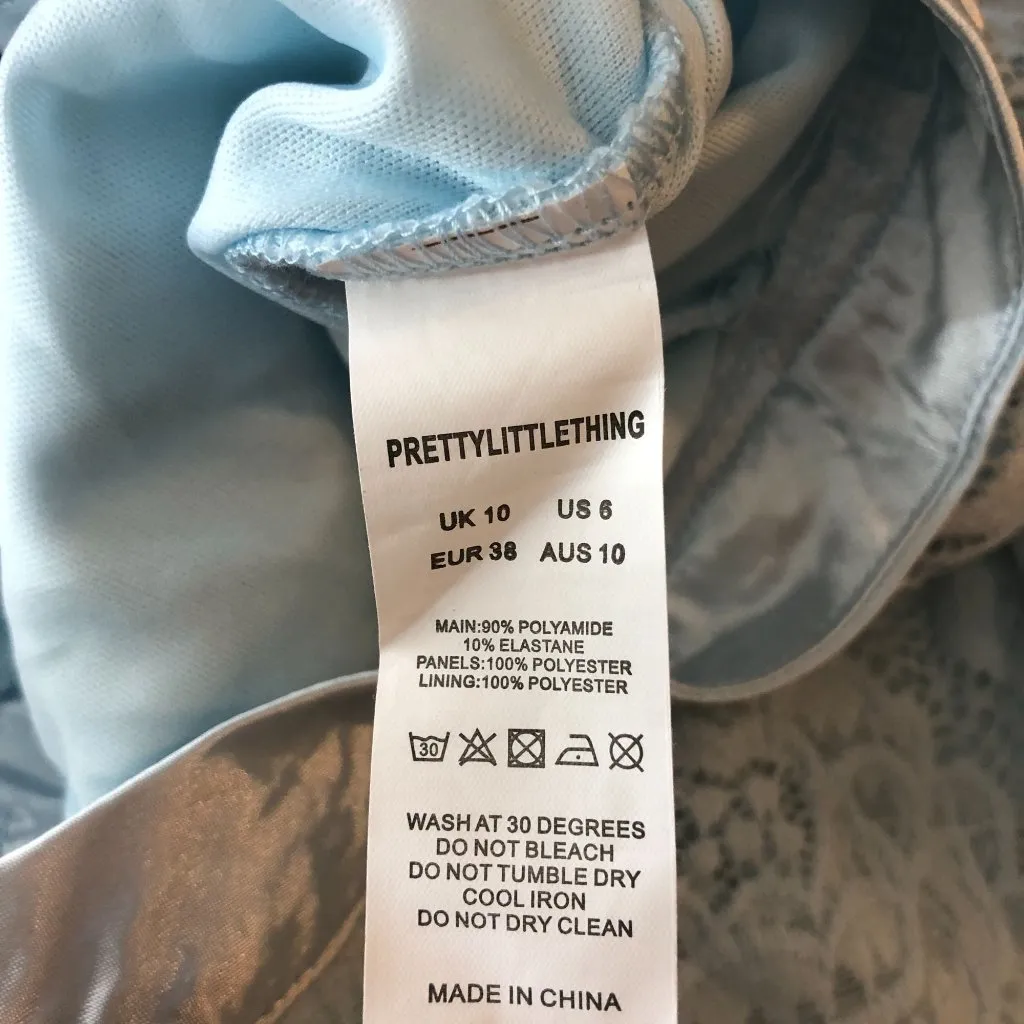 PRETTYLITTLETHING
UK 10 US 6
EUR 38 AUS 10
MAIN:90% POLYAMIDE
10% ELASTANE
PANELS:100% POLYESTER
LINING:100% POLYESTER
30
WASH AT 30 DEGREES
DO NOT BLEACH
DO NOT TUMBLE DRY
COOL IRON
DO NOT DRY CLEAN
MADE IN CHINA